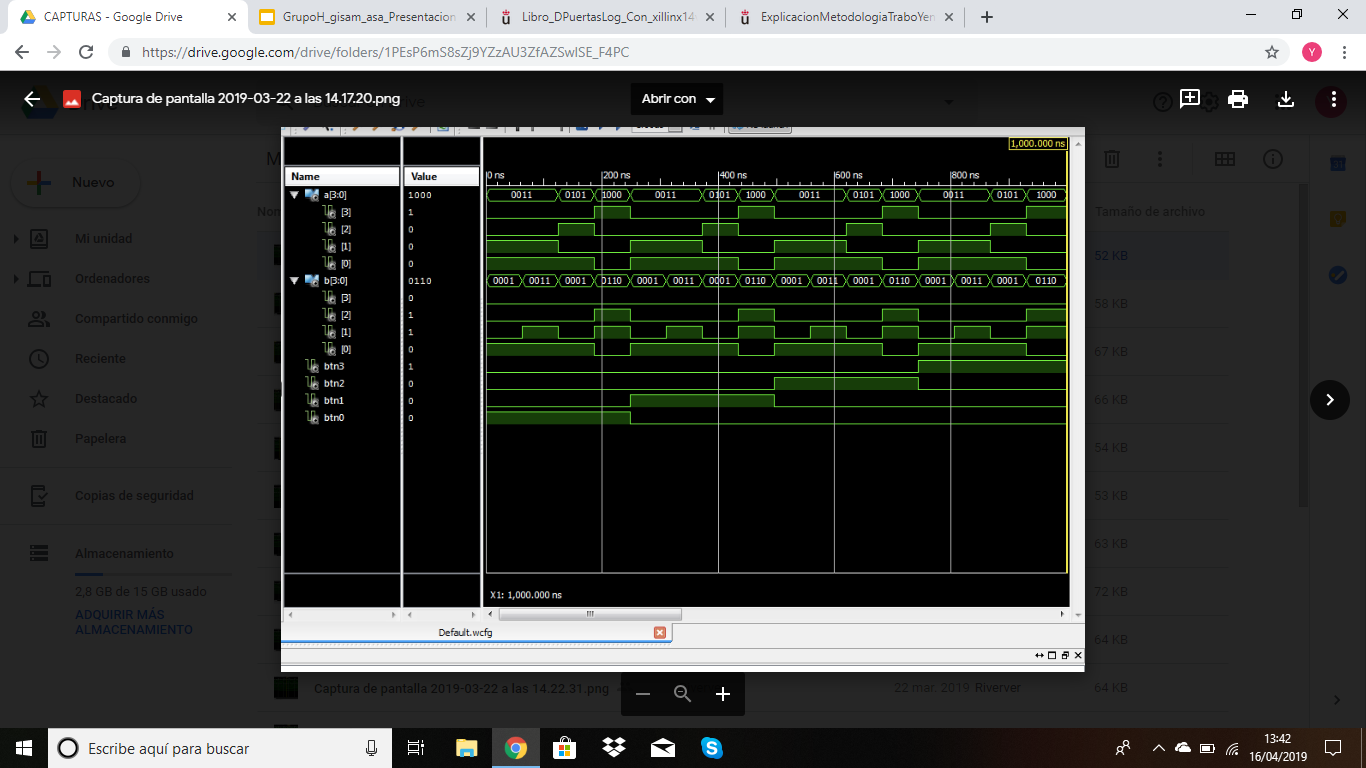 CAPTURAS - Google Drive
GrupoH_gisam_asa_Presentacion
Libro_DPuertasLog_Con_xillinx14
ExplicacionMetodologiaTraboYen
https://drive.google.com/drive/folders/1PEsP6mS8sZj9YZzAU3ZfAZSwlSE_F4PC
Y
Captura de pantalla 2019-03-22 a las 14.17.20.png
Abrir con
Nuevo
Mi unidad
Ordenadores
Compartido conmigo
Reciente
Destacado
Papelera
Copias de seguridad
Almacenamiento
2,8 GB de 15 GB usado
ADQUIRIR MÁS
ALMACENAMIENTO
Tamaño de archivo
52 KB
58 KB
67 KB
66 KB
54 KB
53 KB
63 KB
72 KB
64 KB
1,000.000 ns
Name Value
0 ns 200 ns 400 ns 600 ns 800 ns
a[3:0] 1000 0011 0101 1000 0011 0101 1000 0011 0101 1000 0011 0101 1000
[3] 1
[2] 0
[1] 0
[0] 0
b[3:0] 0110 0001 0011 0001 0110 0001 0011 0001 0110 0001 0011 0001 0110 0001 0011 0001 0110
[3] 0
[2] 1
[1] 1
[0] 0
btn3 1
btn2 0
btn1 0
btn0 0
X1: 1,000.000 ns
Default.wcfg
Captura de pantalla 2019-03-22 a las 14.22.31.png
22 mar. 2019 Riverver
64 KB
Escribe aquí para buscar
13:42
16/04/2019